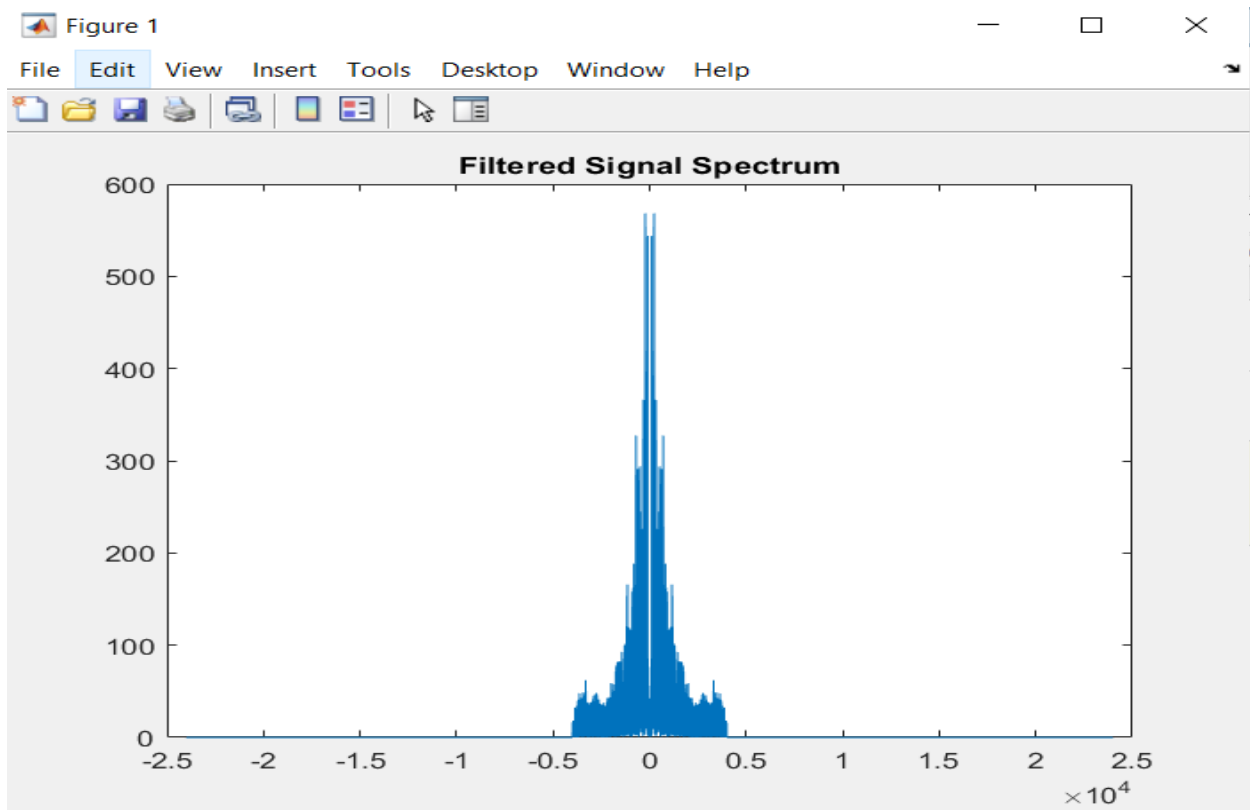 Figure 1
File Edit View Insert Tools Desktop Window Help
Filtered Signal Spectrum
600
500
400
300
200
100
0
-2.5 -2 -1.5 -1 -0.5 0 0.5 1 1.5 2 2.5
×10⁴